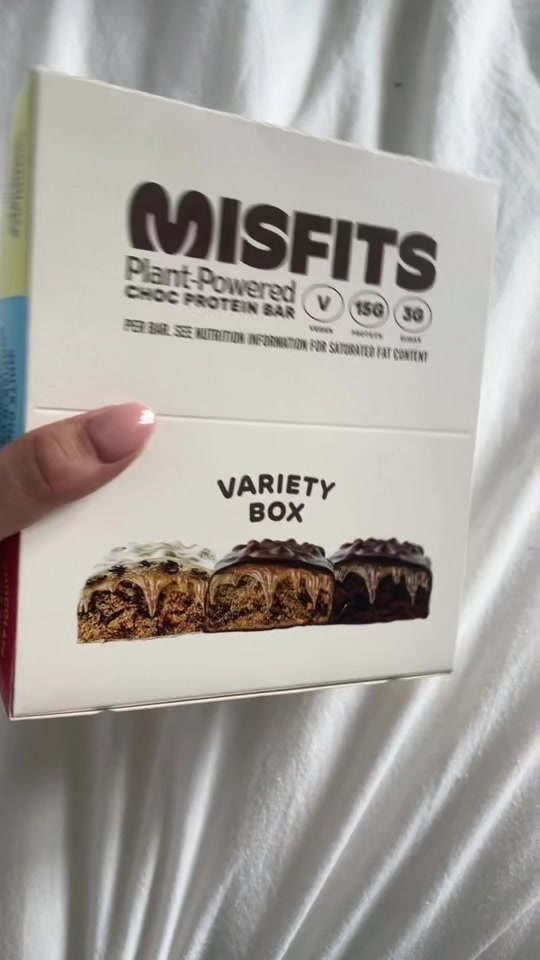 MISFITS
Plant-Powered
CHOC PROTEIN BAR
V
VEGAN
15G
PROTEIN
3G
SUGAR
PER BAR. SEE NUTRITION INFORMATION FOR SATURATED FAT CONTENT
VARIETY
BOX